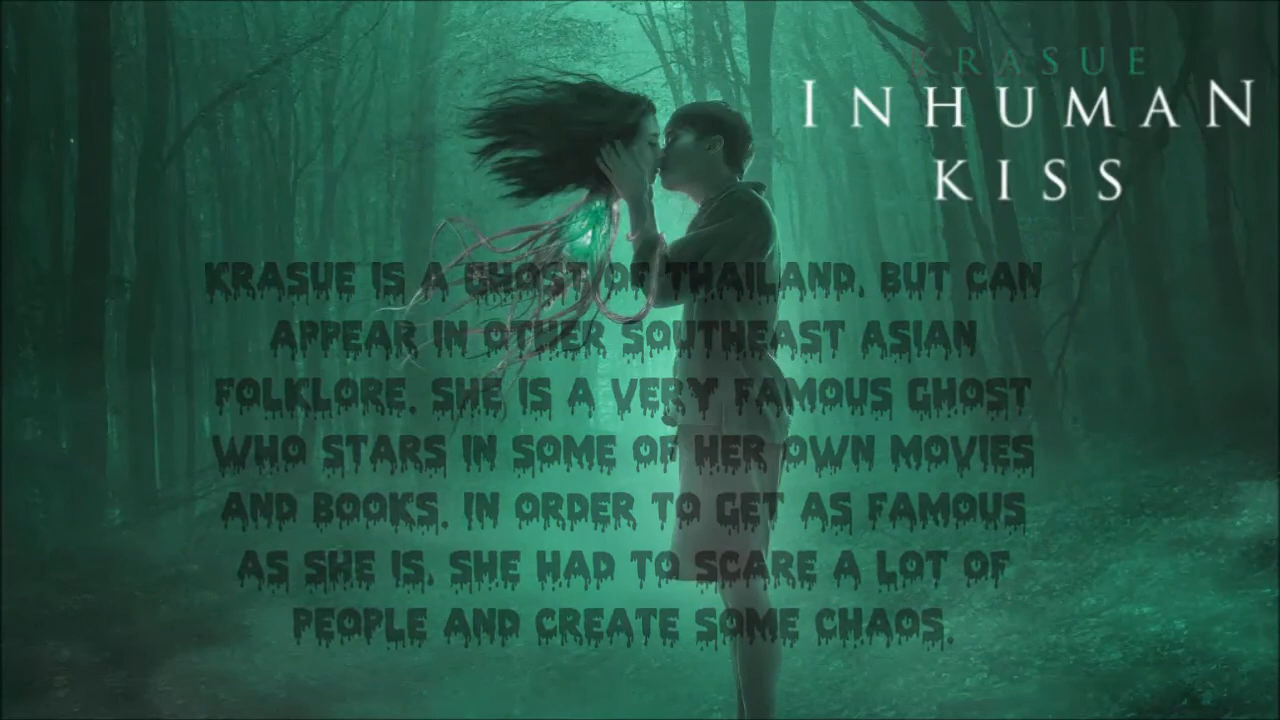 KRASUE
INHUMAN
KISS
KRASUE IS A GHOST OF THAILAND, BUT CAN
APPEAR IN OTHER SOUTHEAST ASIAN
FOLKLORE. SHE IS A VERY FAMOUS GHOST
WHO STARS IN SOME OF HER OWN MOVIES
AND BOOKS. IN ORDER TO GET AS FAMOUS
AS SHE IS, SHE HAD TO SCARE A LOT OF
PEOPLE AND CREATE SOME CHAOS.